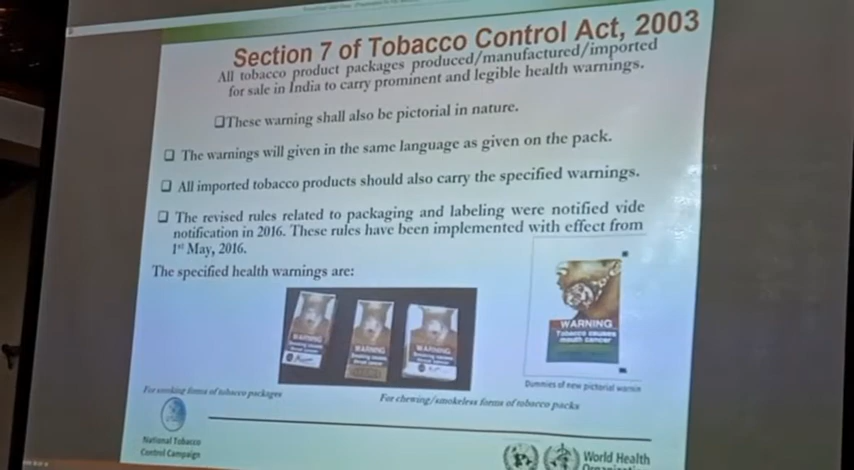 Section 7 of Tobacco Control Act, 2003
All tobacco product packages produced/manufactured/imported
for sale in India to carry prominent and legible health warnings.
❑These warning shall also be pictorial in nature.
❑ The warnings will given in the same language as given on the pack.
❑ All imported tobacco products should also carry the specified warnings.
❑ The revised rules related to packaging and labeling were notified vide
notification in 2016. These rules have been implemented with effect from
1st May, 2016.
The specified health warnings are:
WARNING
WARNING
WARNING
WARNING
Tobacco causes
mouth cancer
Dummies of new pictorial warnin
For smoking forms of tobacco packages
For chewing/smokeless forms of tobacco packs
National Tobacco
Control Campaign
World Health